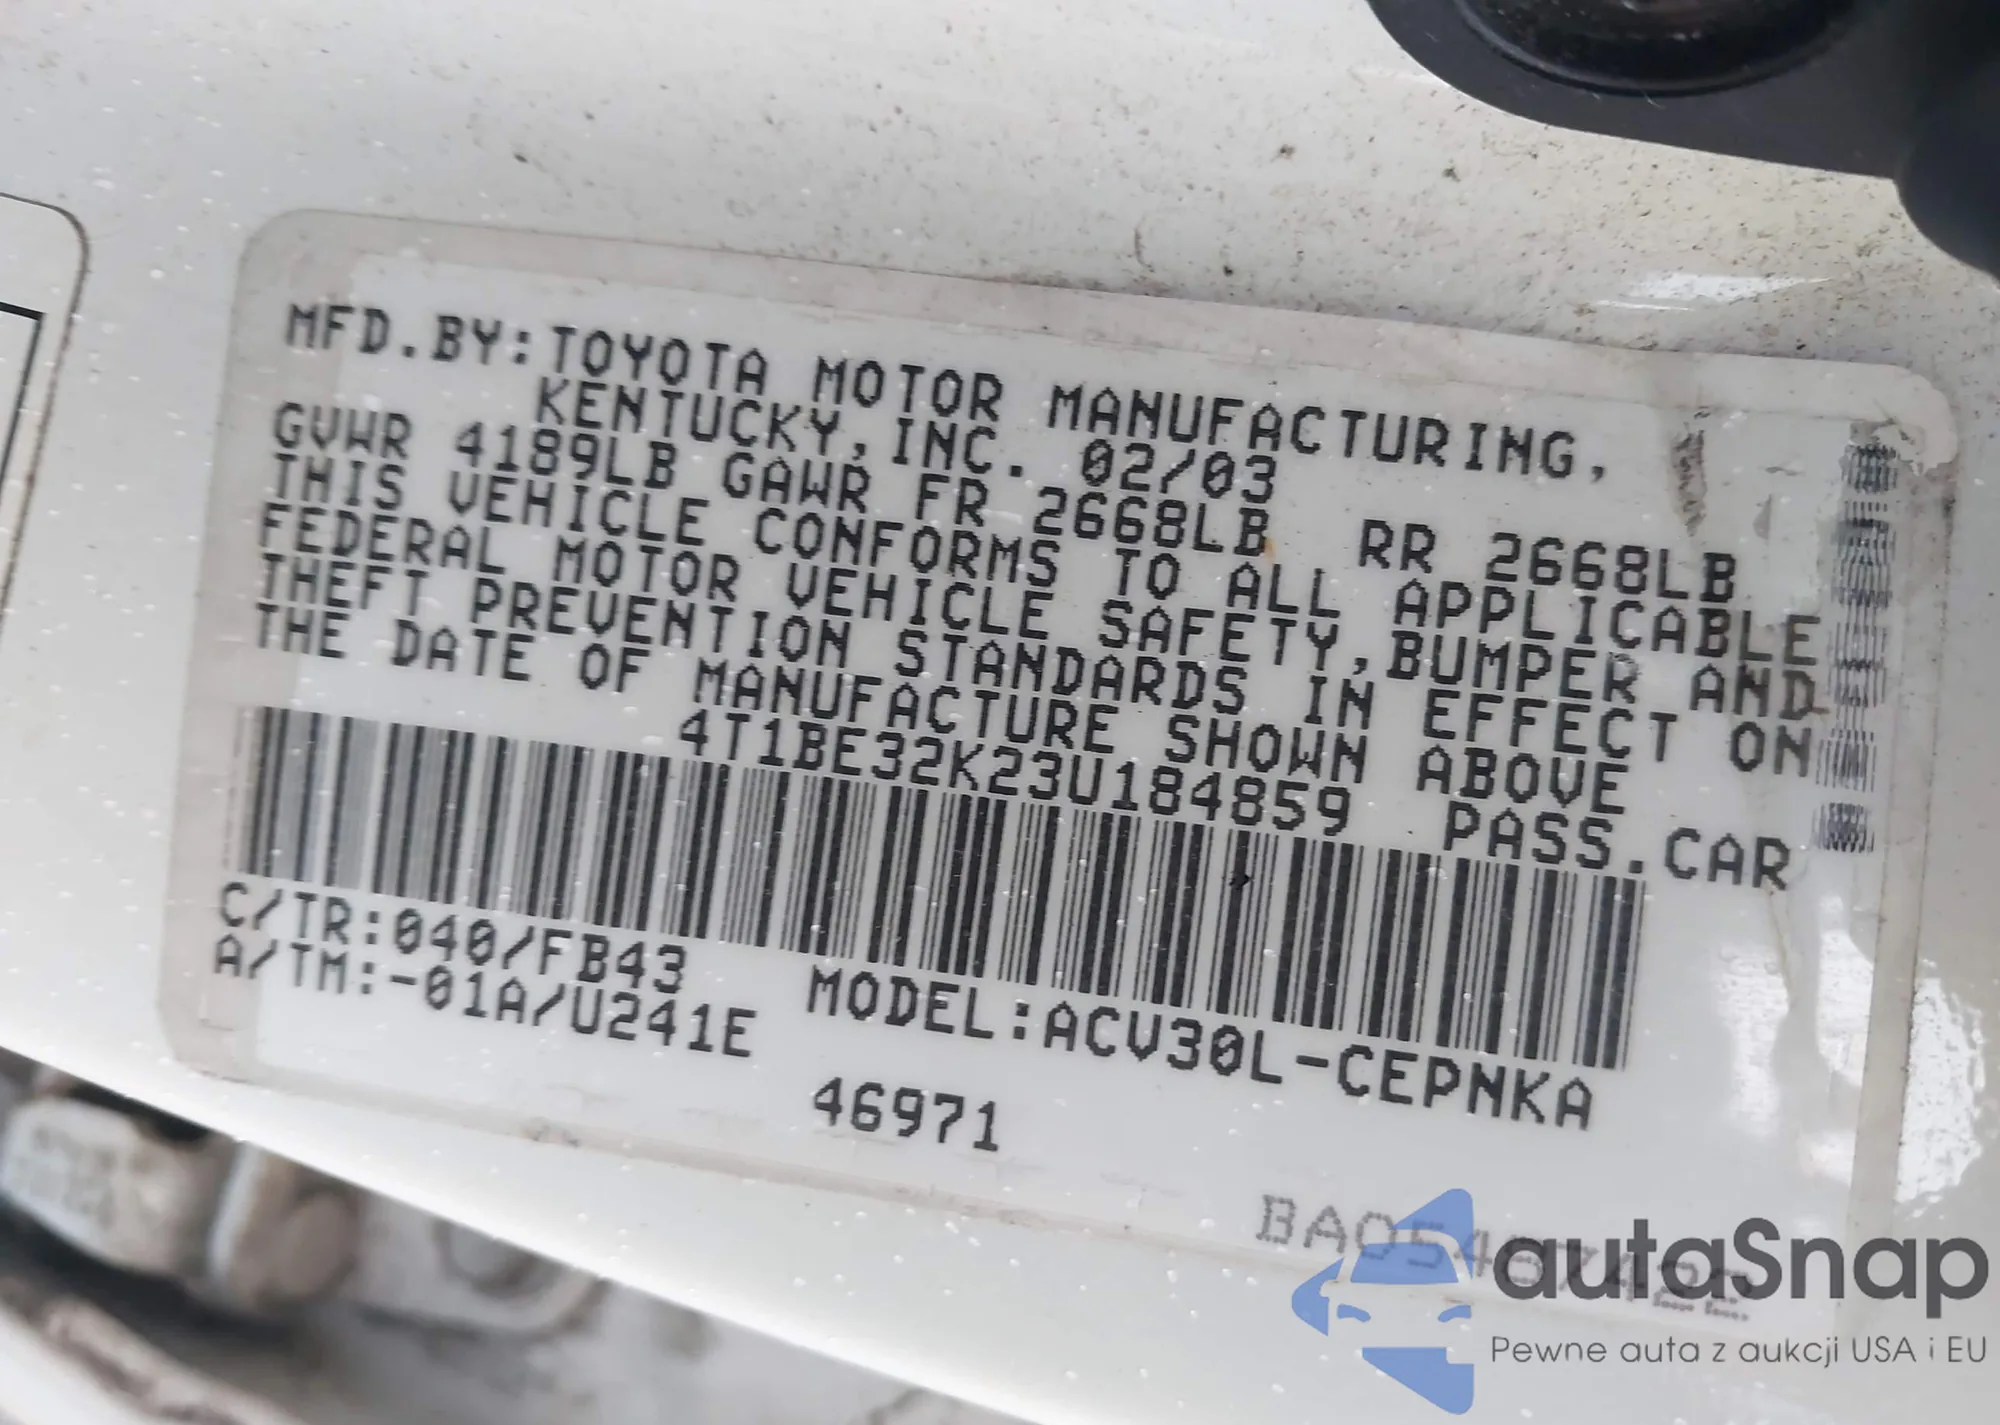 MFD.BY:TOYOTA MOTOR MANUFACTURING,
KENTUCKY,INC. 02/03
GVWR 4189LB GAWR FR 2668LB RR 2668LB
THIS VEHICLE CONFORMS TO ALL APPLICABLE
FEDERAL MOTOR VEHICLE SAFETY,BUMPER AND
THEFT PREVENTION STANDARDS IN EFFECT ON
THE DATE OF MANUFACTURE SHOWN ABOVE
4T1BE32K23U184859 PASS.CAR
C/TR:040/FB43 MODEL:ACV30L-CEPNKA
A/TM:-01A/U241E
46971
autaSnap
Pewne auta z aukcji USA i EU